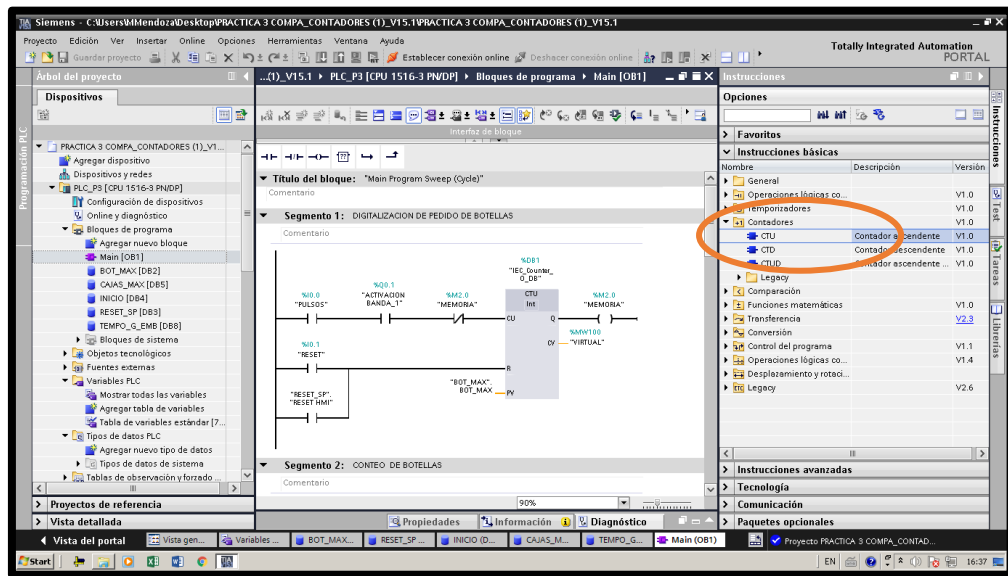 Siemens - C:\Users\MMendoza\Desktop\PRACTICA 3 COMPA_CONTADORES (1)_V15.1\PRACTICA 3 COMPA_CONTADORES (1)_V15.1
Proyecto Edición Ver Insertar Online Opciones Herramientas Ventana Ayuda
Guardar proyecto Establecer conexión online Deshacer conexión online
Totally Integrated Automation
PORTAL
Árbol del proyecto
Dispositivos
Programación PLC
PRACTICA 3 COMPA_CONTADORES (1)_V1...
Agregar dispositivo
Dispositivos y redes
PLC_P3 [CPU 1516-3 PN/DP]
Configuración de dispositivos
Online y diagnóstico
Bloques de programa
Agregar nuevo bloque
Main [OB1]
BOT_MAX [DB2]
CAJAS_MAX [DB5]
INICIO [DB4]
RESET_SP [DB3]
TEMPO_G_EMB [DB8]
Bloques de sistema
Objetos tecnológicos
Fuentes externas
Variables PLC
Mostrar todas las variables
Agregar tabla de variables
Tabla de variables estándar [7...
Tipos de datos PLC
Agregar nuevo tipo de datos
Tipos de datos de sistema
Tablas de observación y forzado ...
Proyectos de referencia
Vista detallada
...(1)_V15.1 PLC_P3 [CPU 1516-3 PN/DP] Bloques de programa Main [OB1]
Interfaz de bloque
Título del bloque: "Main Program Sweep (Cycle)"
Comentario
Segmento 1: DIGITALIZACION DE PEDIDO DE BOTELLAS
Comentario
%DB1
"IEC_Counter_
0_DB"
CTU
Int
%I0.0
"PULSOS"
%Q0.1
"ACTIVACION
BANDA_1"
%M2.0
"MEMORIA"
CU Q
%M2.0
"MEMORIA"
CV
%MW100
"VIRTUAL"
%I0.1
"RESET"
R
"RESET_SP".
"RESET HMI"
"BOT_MAX".
BOT_MAX
PV
Segmento 2: CONTEO DE BOTELLAS
Comentario
90%
Propiedades Información Diagnóstico
Instrucciones
Opciones
Favoritos
Instrucciones básicas
Nombre Descripción Versión
General
Operaciones lógicas co... V1.0
Temporizadores V1.0
Contadores V1.0
CTU Contador ascendente V1.0
CTD Contador descendente V1.0
CTUD Contador ascendente ... V1.0
Legacy
Comparación
Funciones matemáticas V1.0
Transferencia V2.3
Conversión
Control del programa V1.1
Operaciones lógicas co... V1.4
Desplazamiento y rotaci...
Legacy V2.6
Instrucciones avanzadas
Tecnología
Comunicación
Paquetes opcionales
Instrucciones
Test
Tareas
Librerías
Vista del portal Vista gen... Variables ... BOT_MAX... RESET_SP ... INICIO (D... CAJAS_M... TEMPO_G... Main (OB1) Proyecto PRACTICA 3 COMPA_CONTAD...
Start EN 16:37